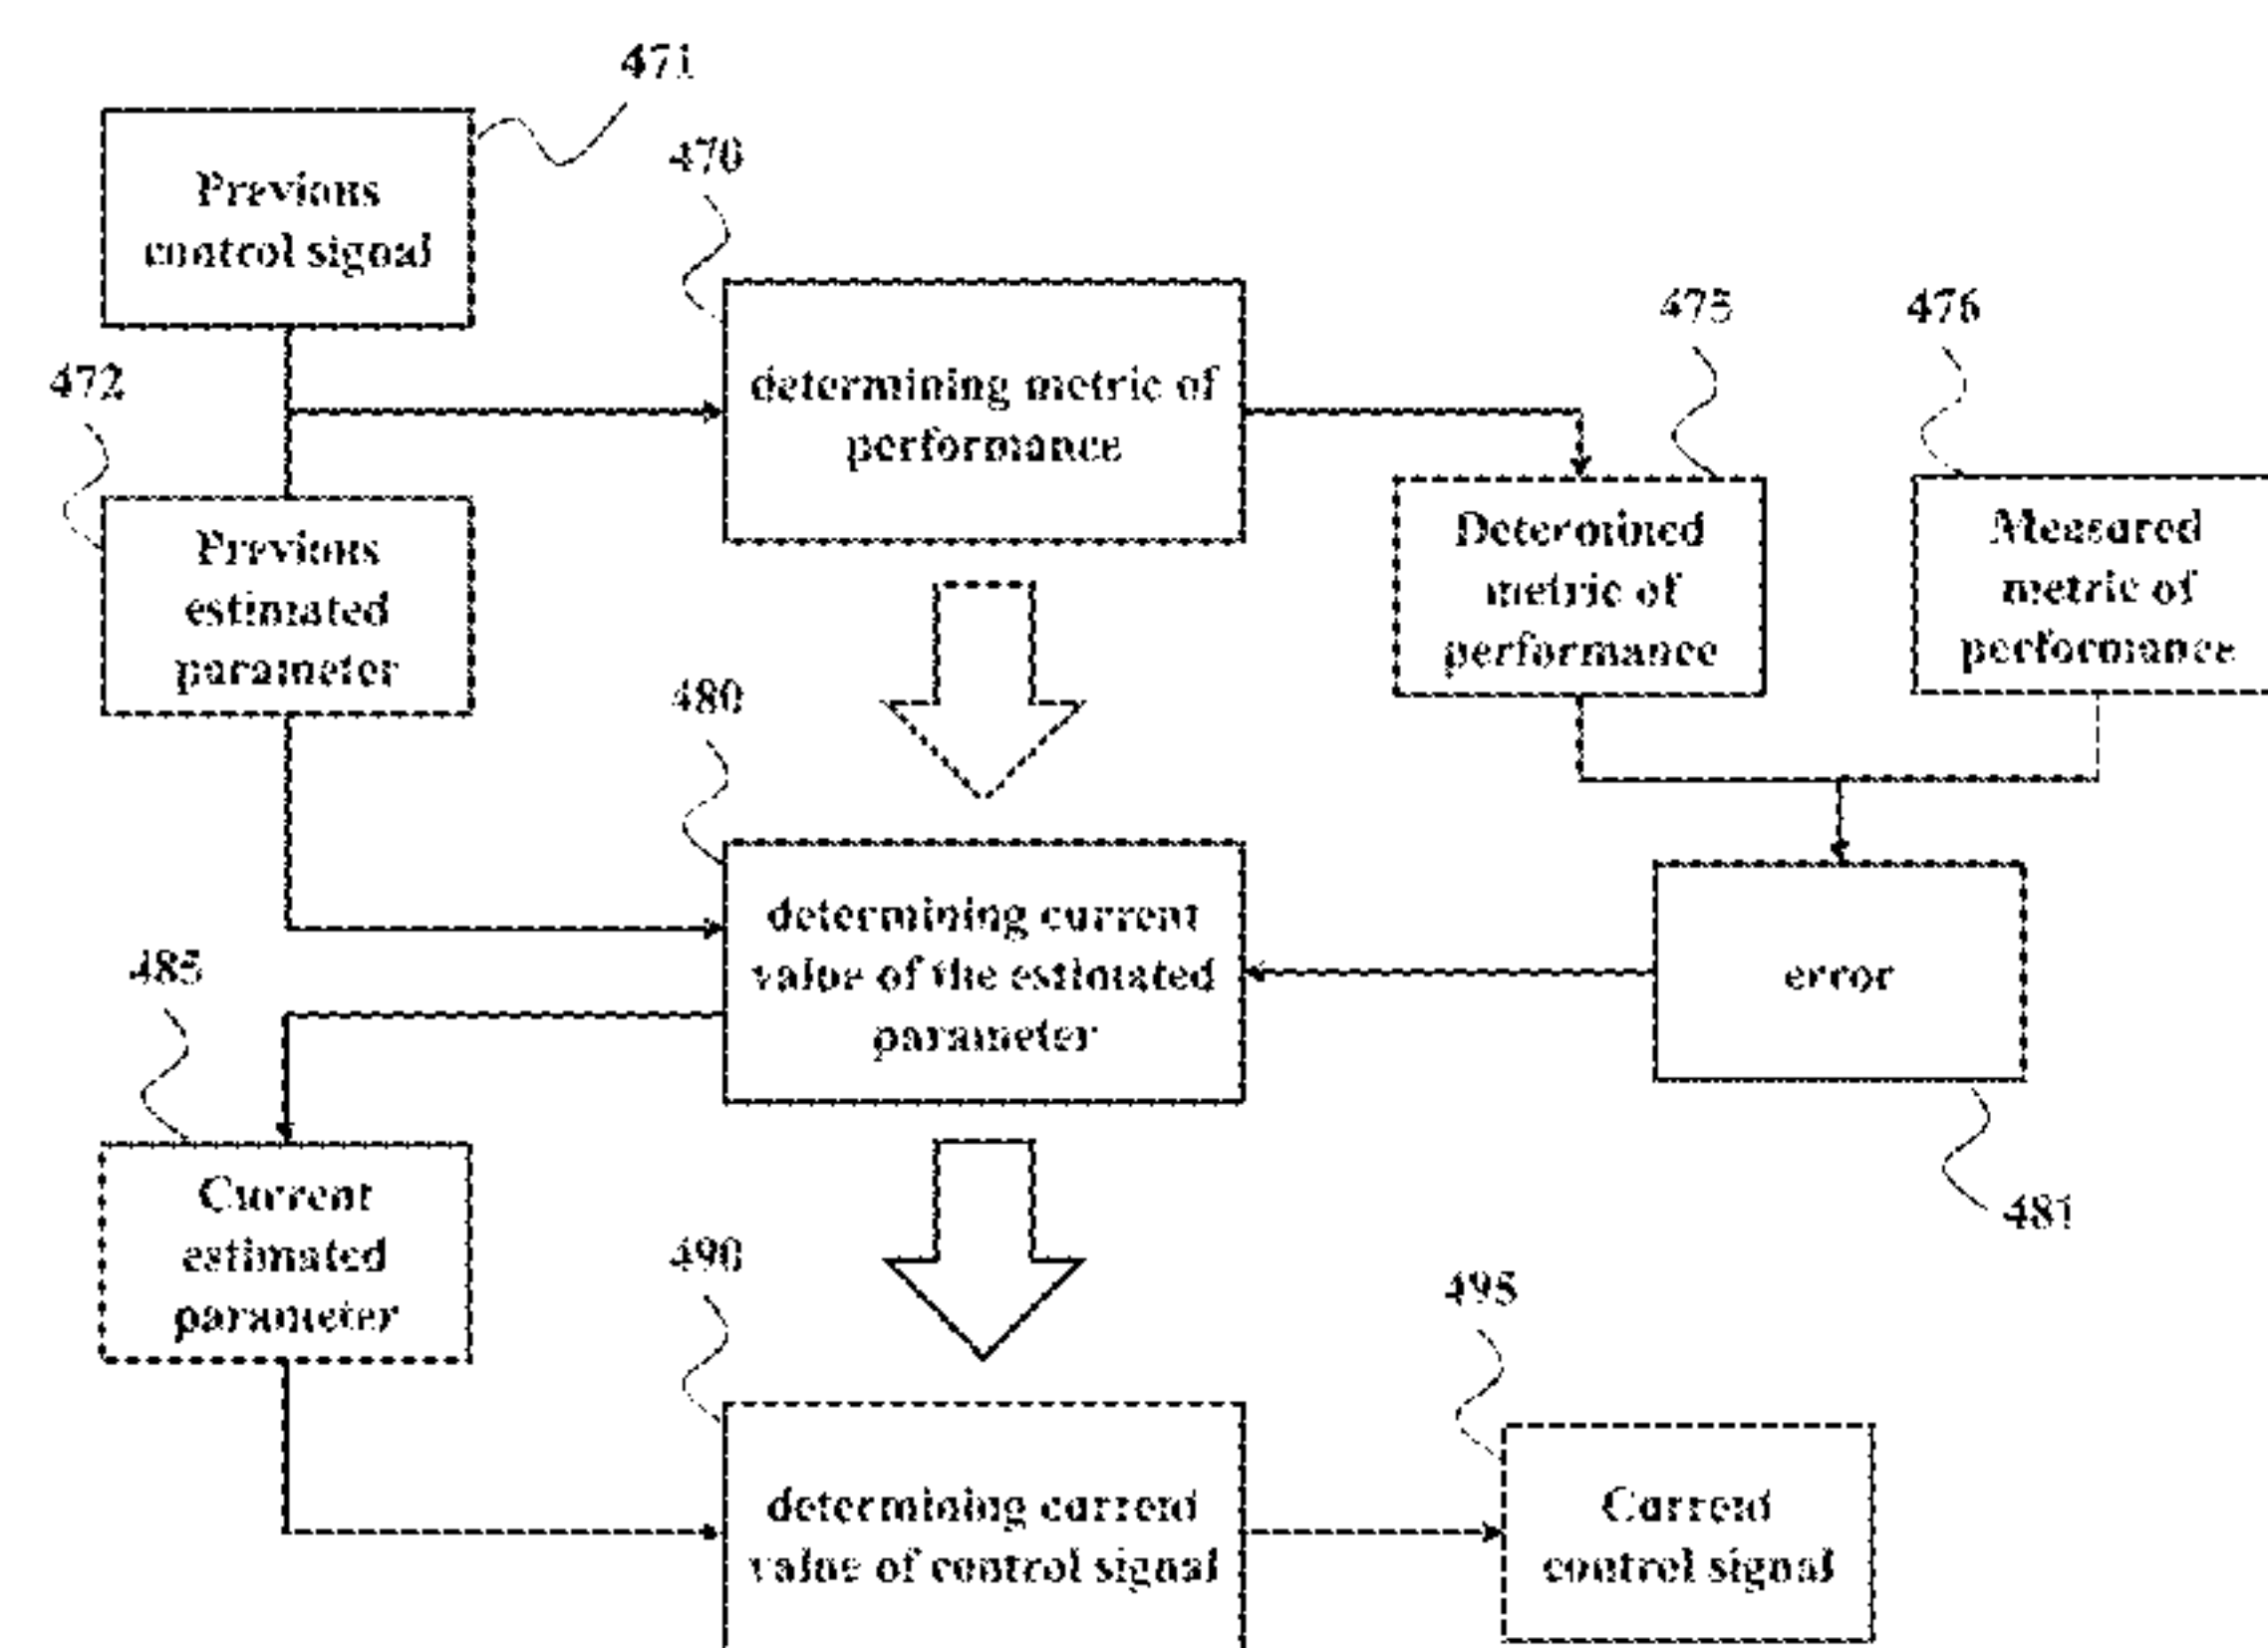 471
Previous
control signal
470
determining metric of
performance
475
476
472
Previous
estimated
parameter
Determined
metric of
performance
Measured
metric of
performance
480
determining current
value of the estimated
parameter
error
481
485
Current
estimated
parameter
490
determining current
value of control signal
495
Current
control signal